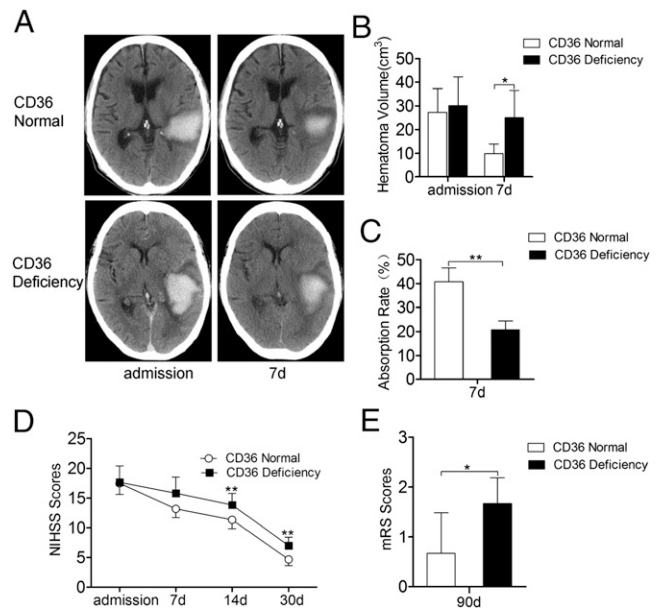 A
CD36
Normal
CD36
Deficiency
admission
7d
B
CD36 Normal
CD36 Deficiency
Hematoma Volume(cm³)
50
40
30
20
10
0
*
admission 7d
C
CD36 Normal
CD36 Deficiency
Absorption Rate (%)
50
40
30
20
10
0
**
7d
D
CD36 Normal
CD36 Deficiency
NIHSS Scores
25
20
15
10
5
0
**
**
admission
7d
14d
30d
E
CD36 Normal
CD36 Deficiency
mRS Scores
3
2
1
0
*
90d